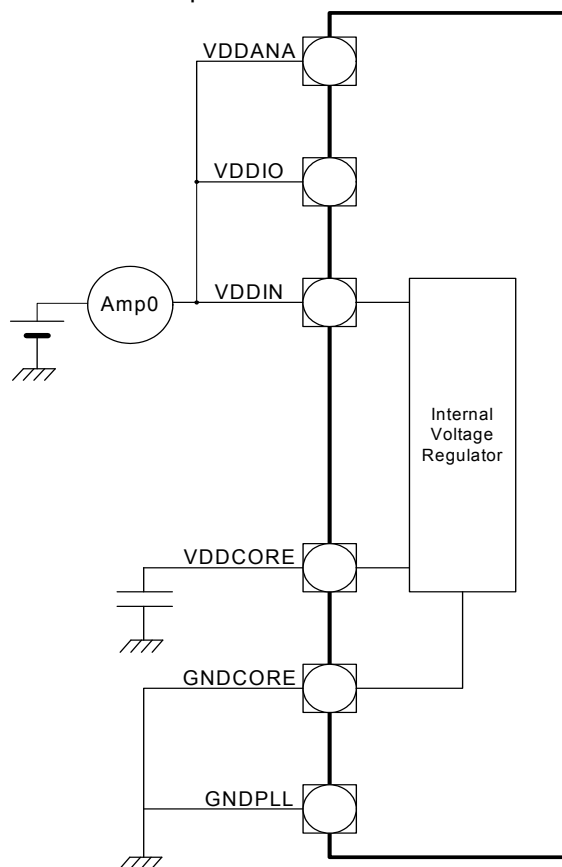 VDDANA
VDDIO
Amp0
VDDIN
Internal
Voltage
Regulator
VDDCORE
GNDCORE
GNDPLL